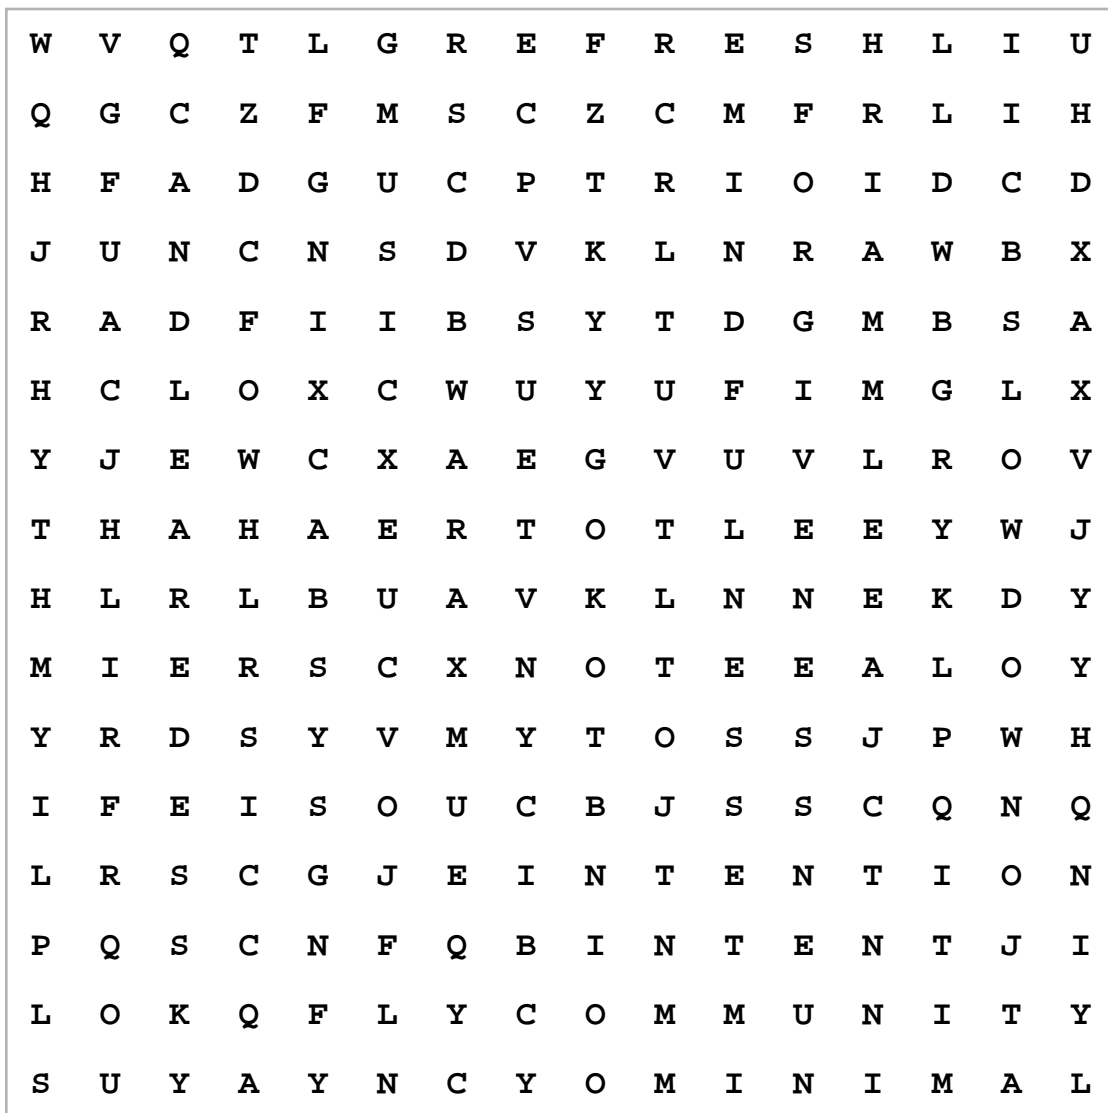 W V Q T L G R E F R E S H L I U
Q G C Z F M S C Z C M F R L I H
H F A D G U C P T R I O I D C D
J U N C N S D V K L N R A W B X
R A D F I I B S Y T D G M B S A
H C L O X C W U Y U F I M G L X
Y J E W C X A E G V U V L R O V
T H A H A E R T O T L E E Y W J
H L R L B U A V K L N N E K D Y
M I E R S C X N O T E E A L O Y
Y R D S Y V M Y T O S S J P W H
I F E I S O U C B J S S C Q N Q
L R S C G J E I N T E N T I O N
P Q S C N F Q B I N T E N T J I
L O K Q F L Y C O M M U N I T Y
S U Y A Y N C Y O M I N I M A L